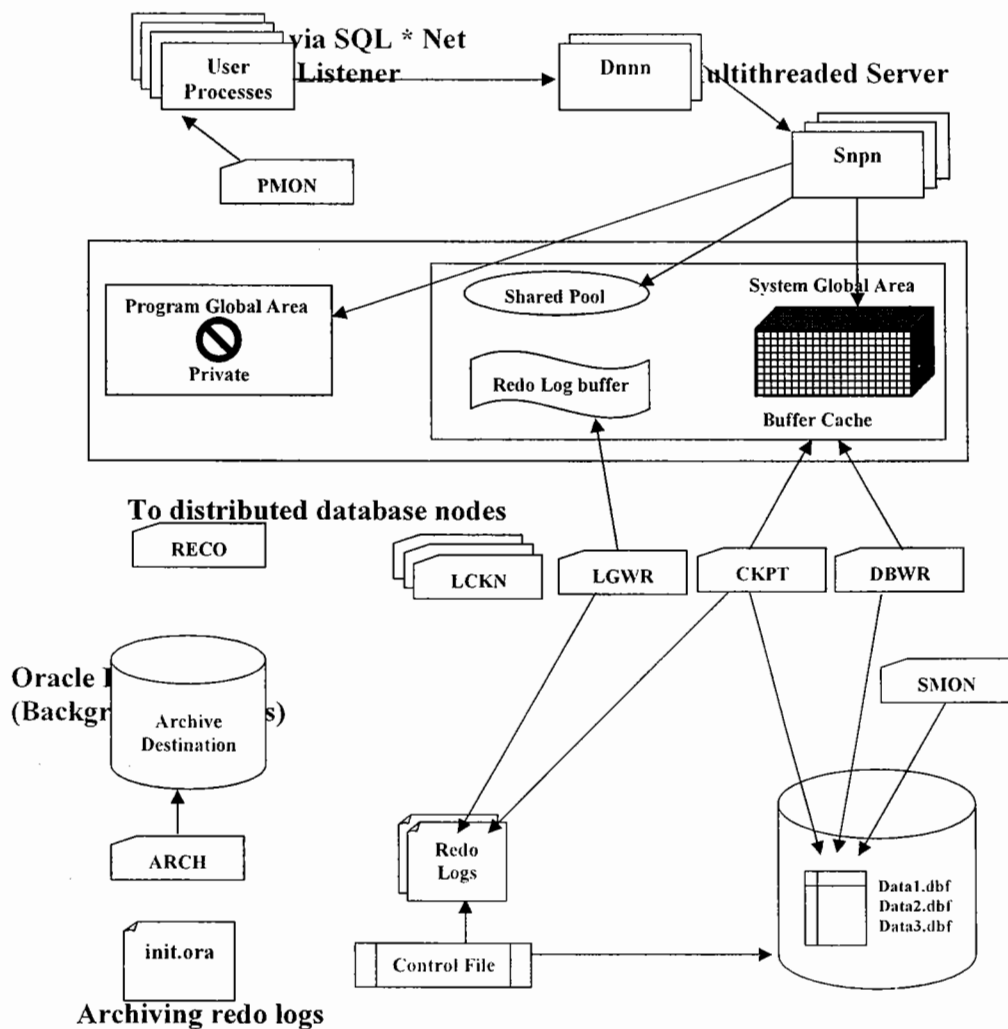 via SQL * Net
Listener
User
Processes
Dnnn
ultithreaded Server
Snpn
PMON
Program Global Area
Private
Shared Pool
System Global Area
Redo Log buffer
Buffer Cache
To distributed database nodes
RECO
LCKN
LGWR
CKPT
DBWR
SMON
Oracle
(Backgr s)
Archive
Destination
ARCH
Redo
Logs
Data1.dbf
Data2.dbf
Data3.dbf
init.ora
Control File
Archiving redo logs